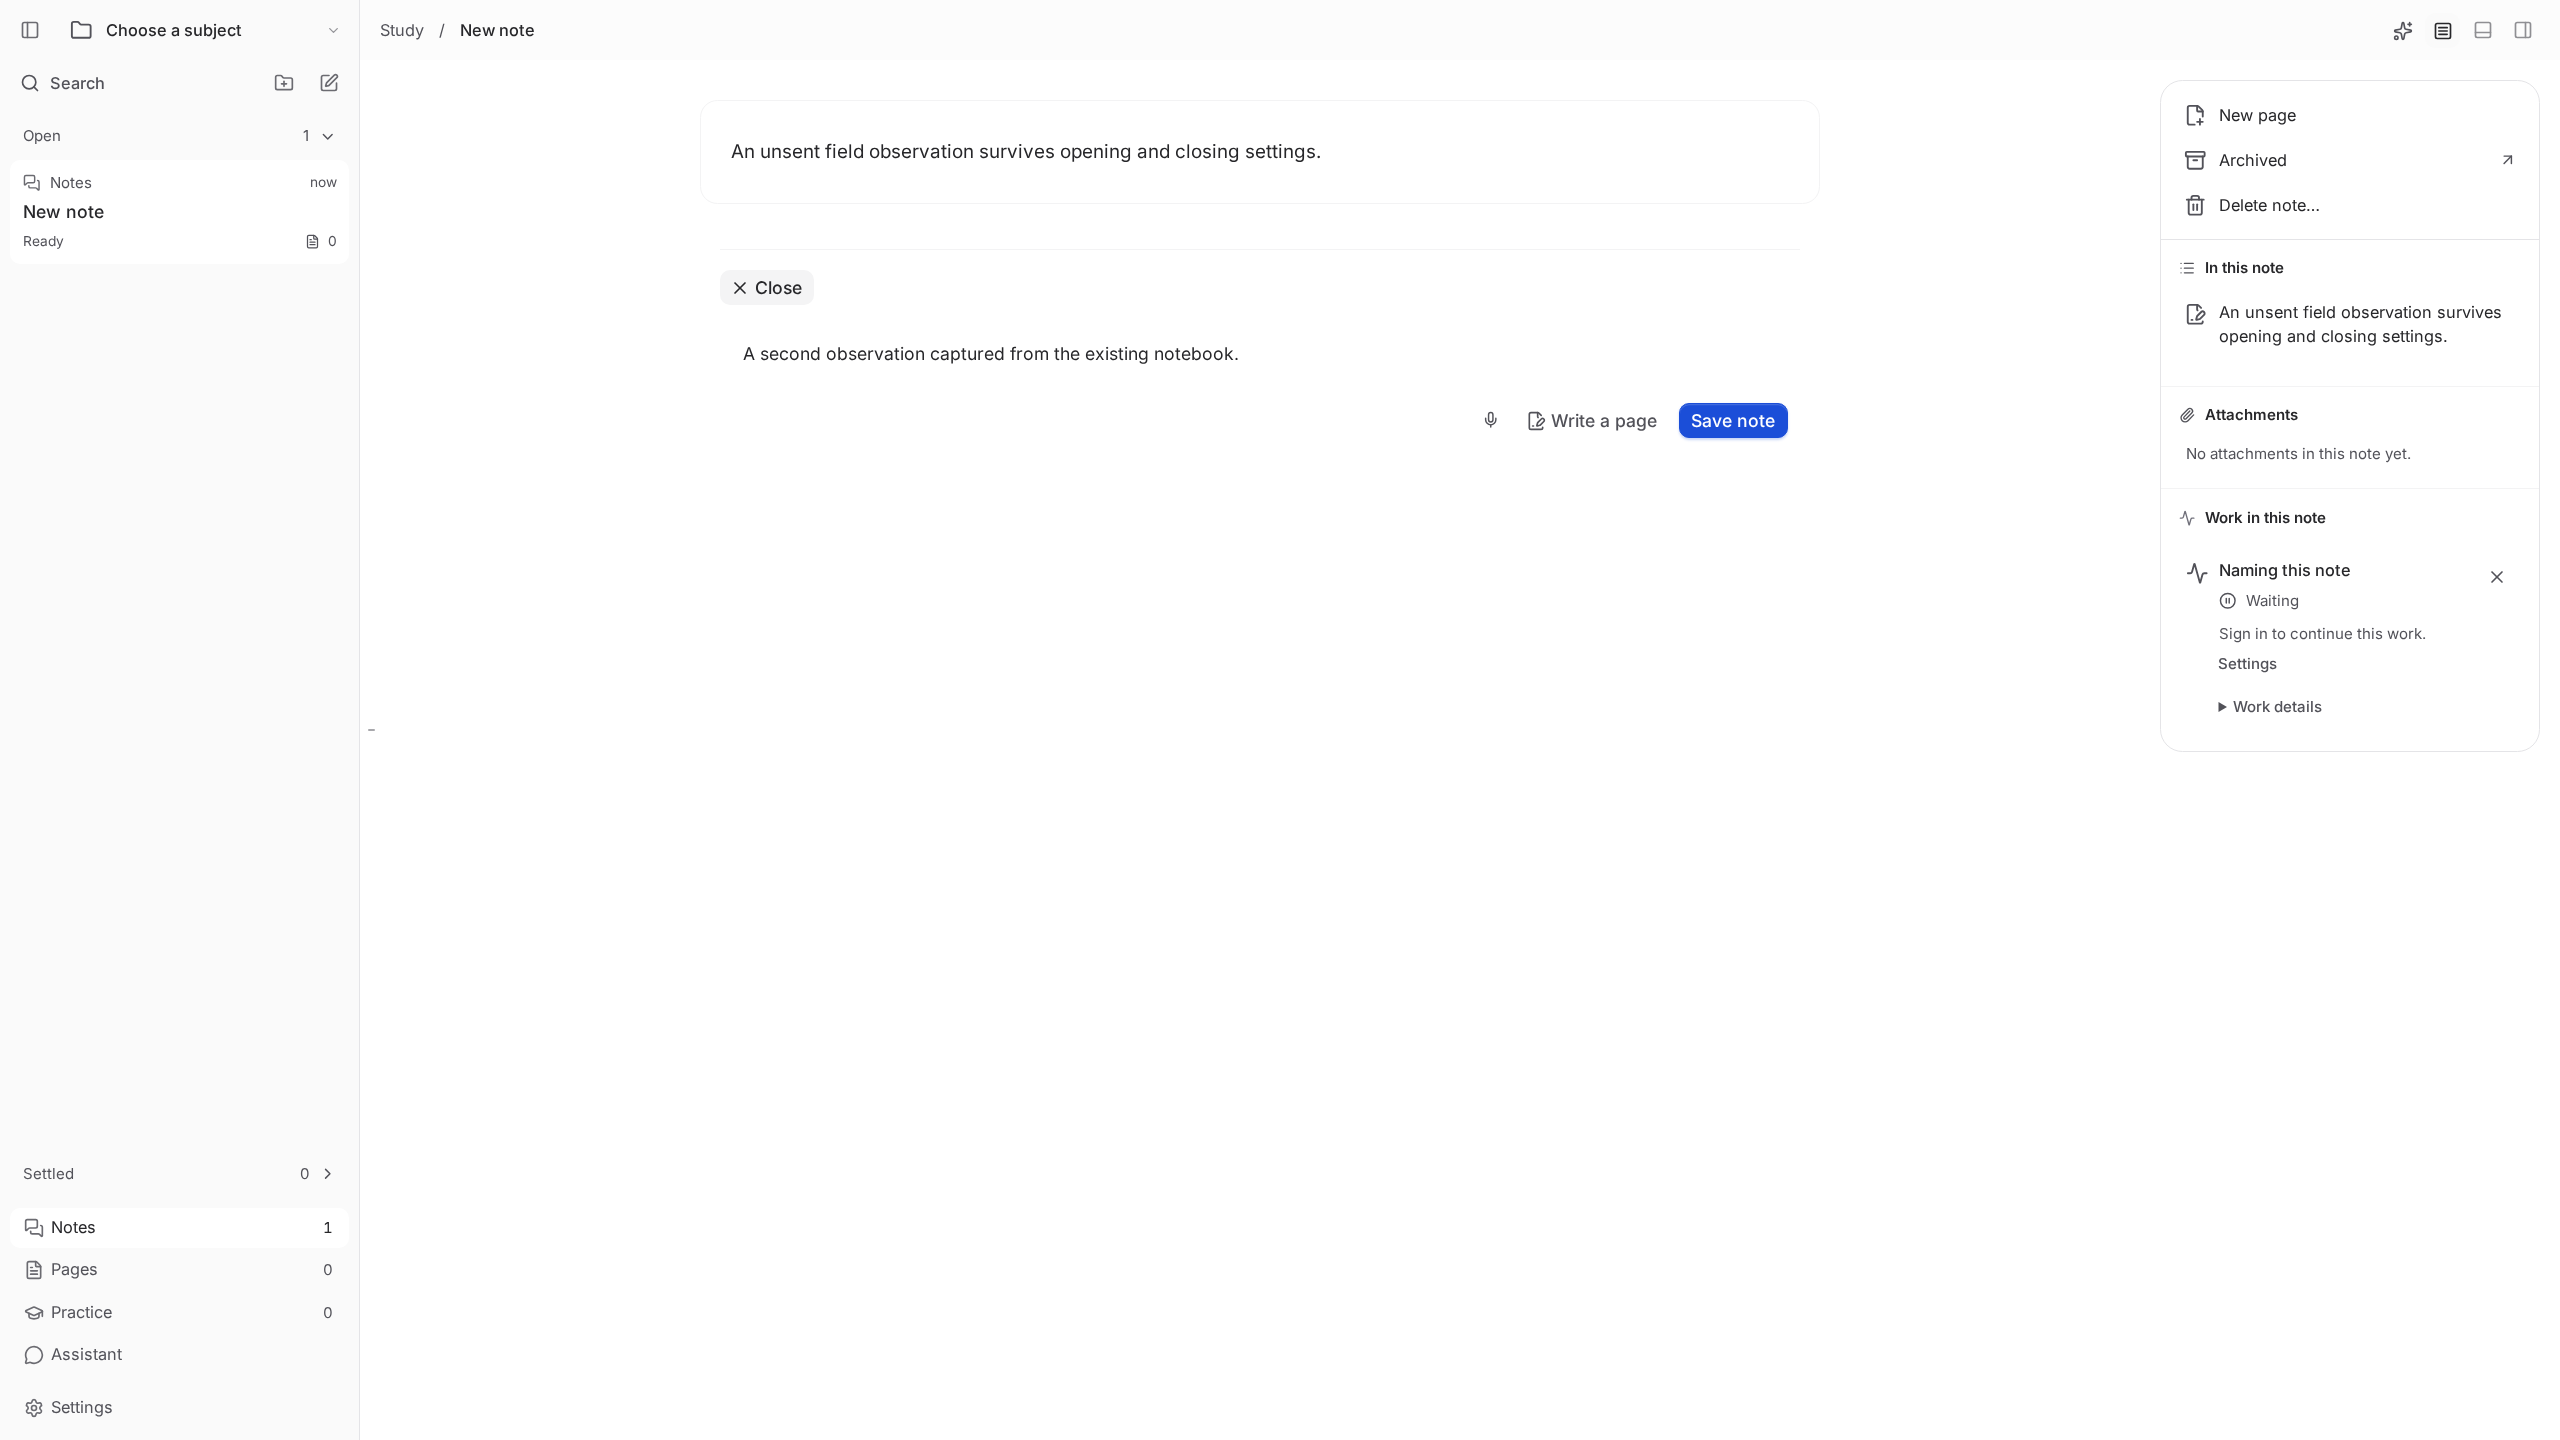 Choose a subject
Search
Open 1
Notes now
New note
Ready 0
Settled 0
Notes 1
Pages 0
Practice 0
Assistant
Settings
Study / New note
An unsent field observation survives opening and closing settings.
Close
A second observation captured from the existing notebook.
Write a page Save note
New page
Archived
Delete note...
In this note
An unsent field observation survives
opening and closing settings.
Attachments
No attachments in this note yet.
Work in this note
Naming this note
Waiting
Sign in to continue this work.
Settings
Work details